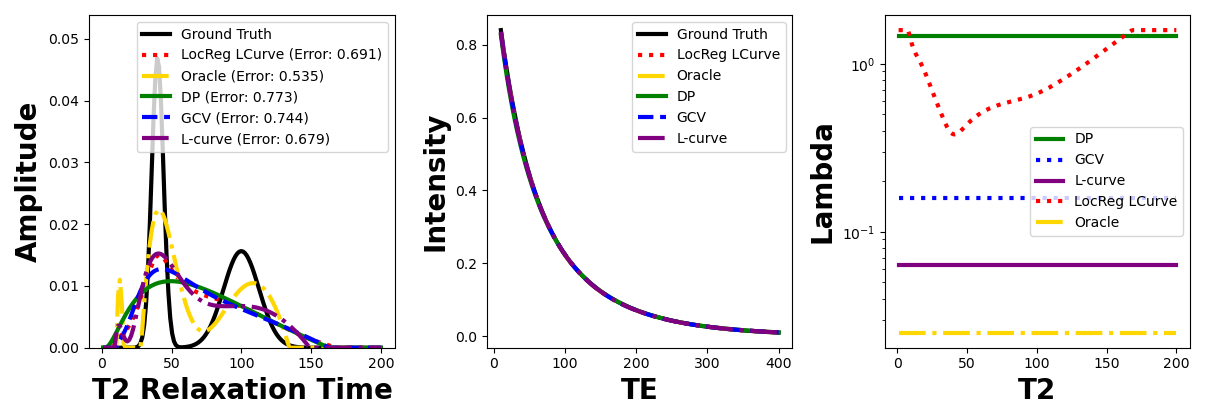 0.05
0.04
0.03
0.02
0.01
0.00
Amplitude
Ground Truth
LocReg LCurve (Error: 0.691)
Oracle (Error: 0.535)
DP (Error: 0.773)
GCV (Error: 0.744)
L-curve (Error: 0.679)
0 50 100 150 200
T2 Relaxation Time
0.8
0.6
0.4
0.2
0.0
Intensity
Ground Truth
LocReg LCurve
Oracle
DP
GCV
L-curve
0 100 200 300 400
TE
10⁰
10⁻¹
Lambda
DP
GCV
L-curve
LocReg LCurve
Oracle
0 50 100 150 200
T2